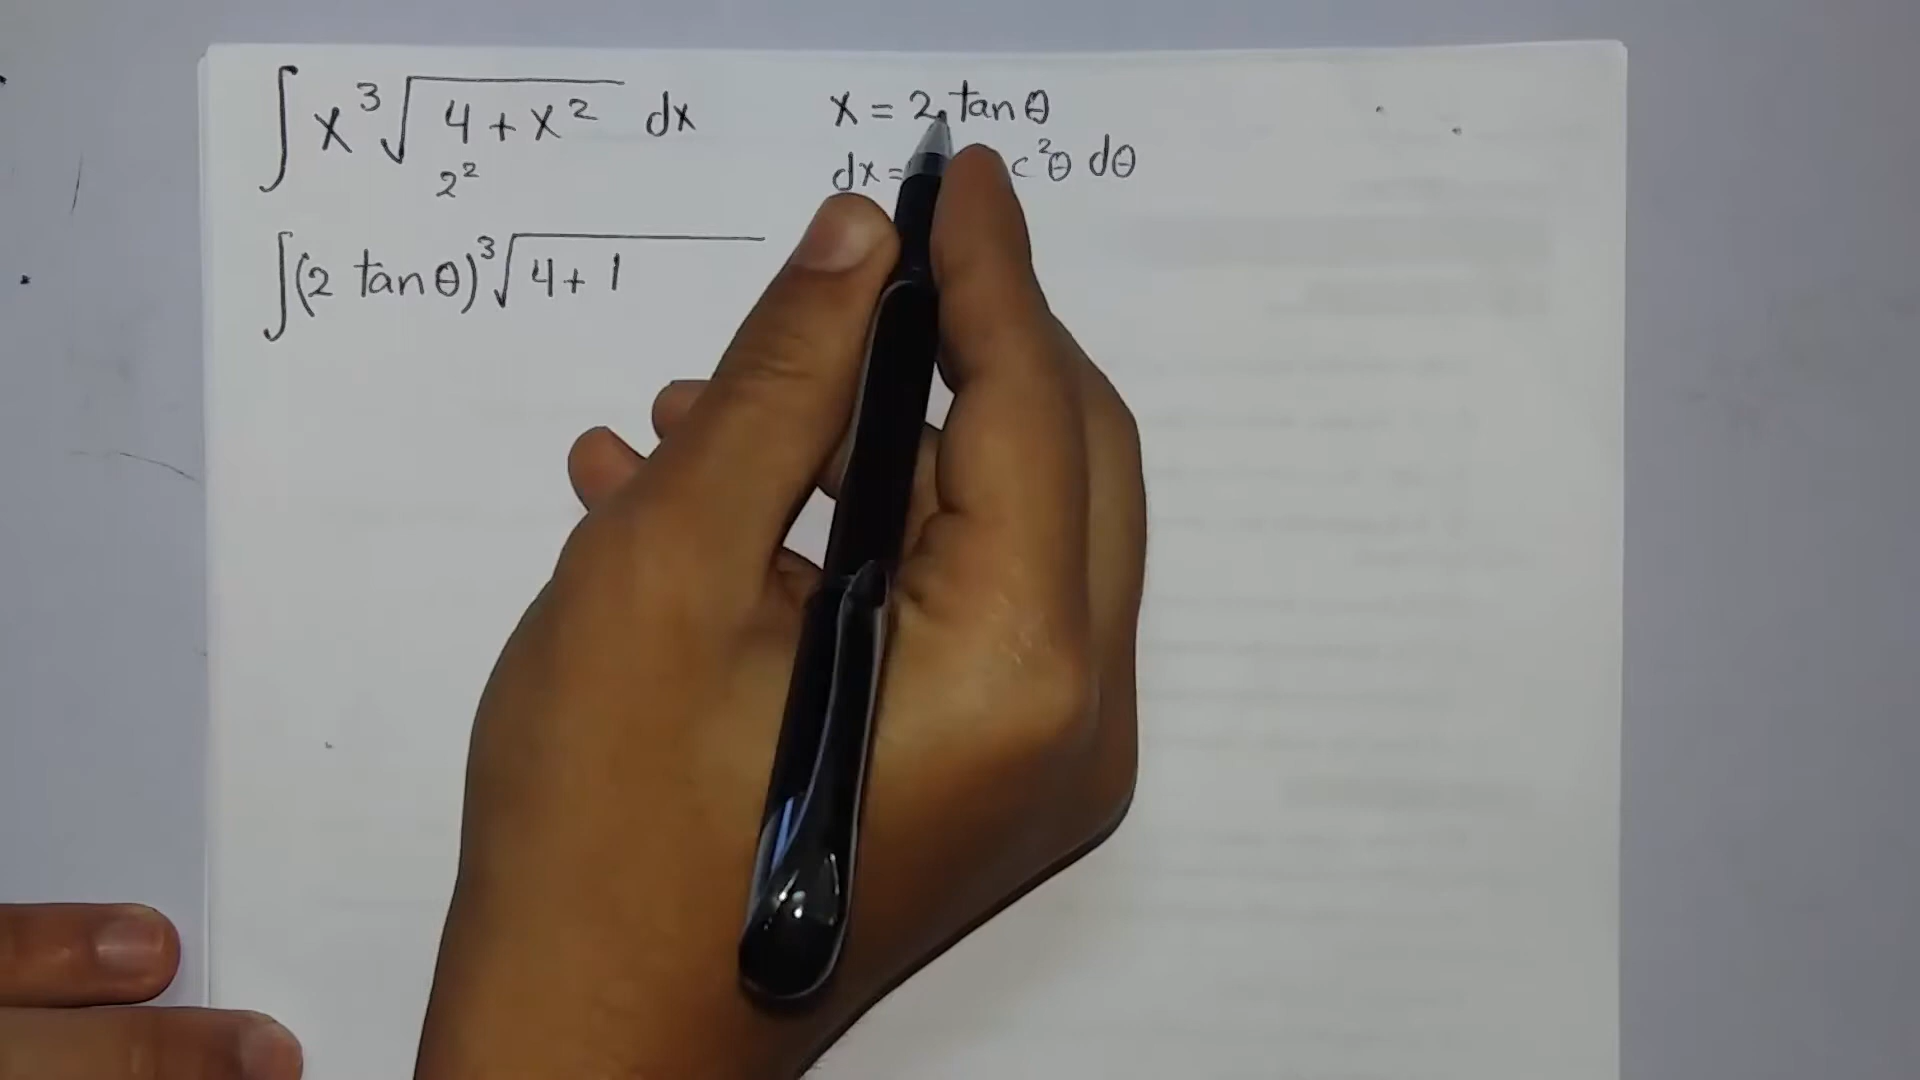 ∫ x³ √(4 + x²) dx
2²
x = 2 tan θ
dx = c²θ dθ
∫(2 tan θ)³ √(4 + 1